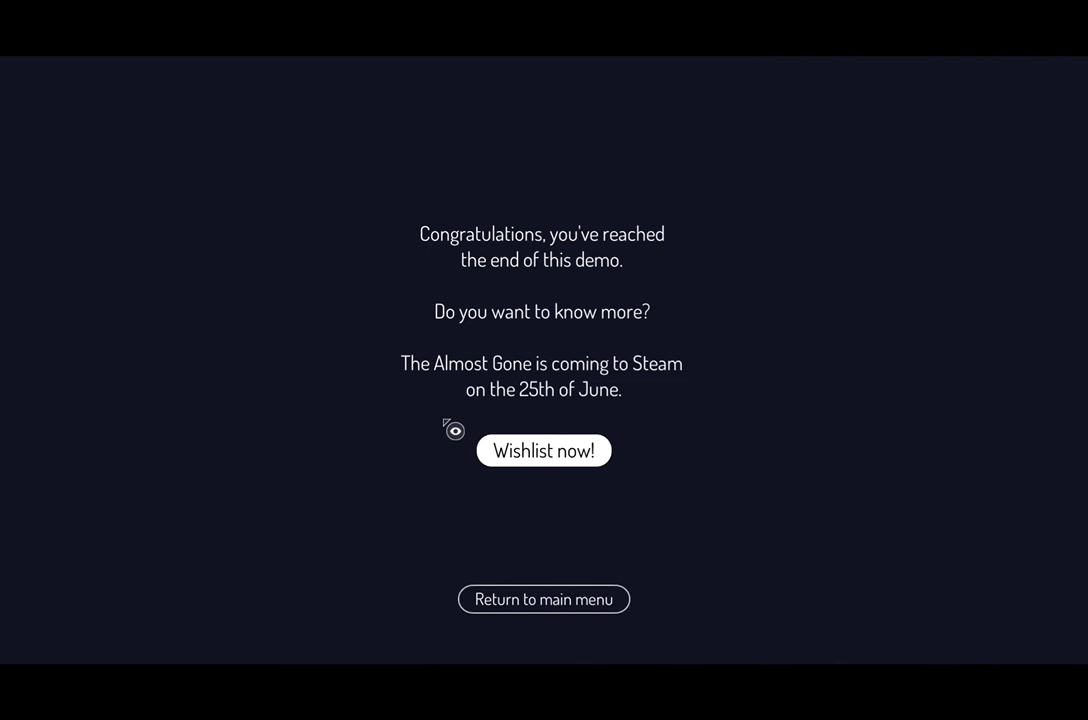 Congratulations, you've reached
the end of this demo.
Do you want to know more?
The Almost Gone is coming to Steam
on the 25th of June.
Wishlist now!
Return to main menu